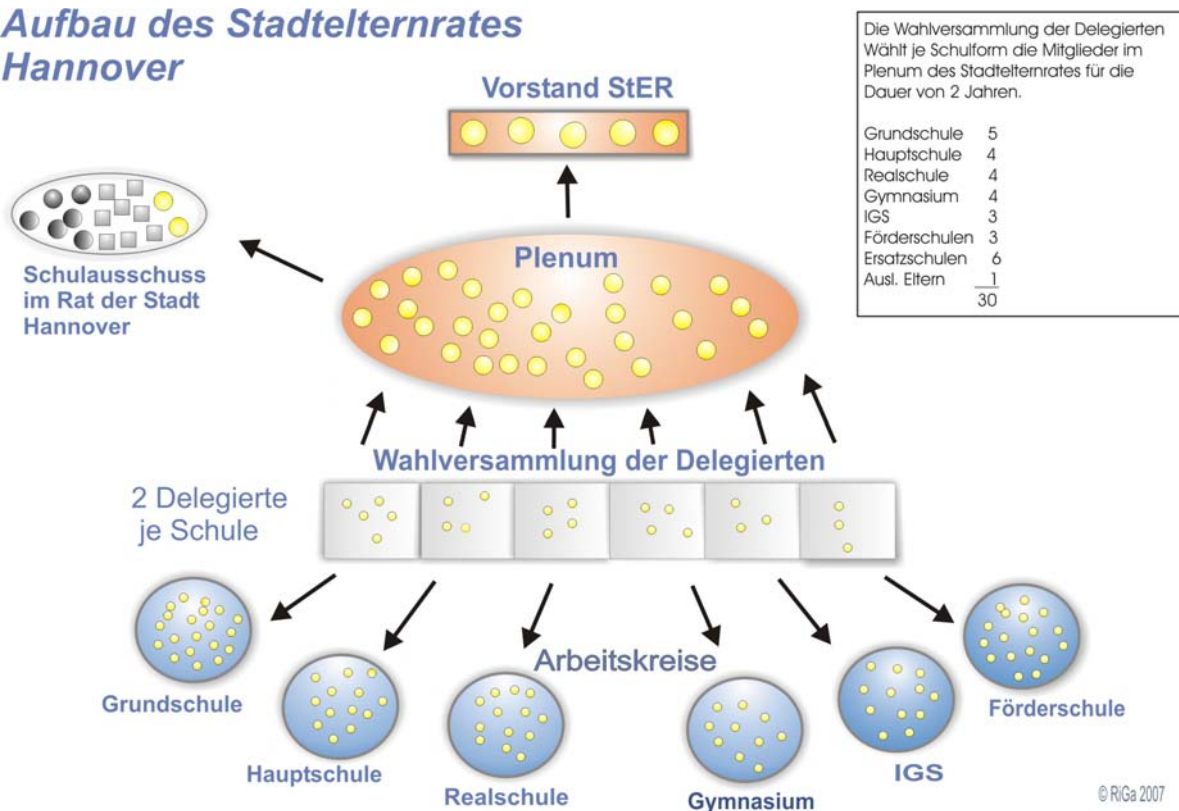 Aufbau des Stadtelternrates
Hannover
Die Wahlversammlung der Delegierten
Wählt je Schulform die Mitglieder im
Plenum des Stadtelternrates für die
Dauer von 2 Jahren.
Grundschule 5
Hauptschule 4
Realschule 4
Gymnasium 4
IGS 3
Förderschulen 3
Ersatzschulen 6
Ausl. Eltern 1
30
Vorstand StER
Schulausschuss
im Rat der Stadt
Hannover
Plenum
Wahlversammlung der Delegierten
2 Delegierte
je Schule
Arbeitskreise
Grundschule
Hauptschule
Realschule
Gymnasium
IGS
Förderschule
© RiGa 2007